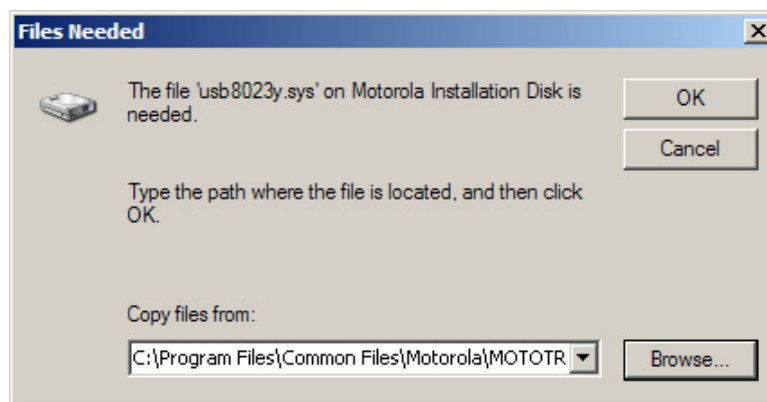 Files Needed
The file 'usb8023y.sys' on Motorola Installation Disk is
needed.
OK
Cancel
Type the path where the file is located, and then click
OK.
Copy files from:
C:\Program Files\Common Files\Motorola\MOTOTR
Browse...